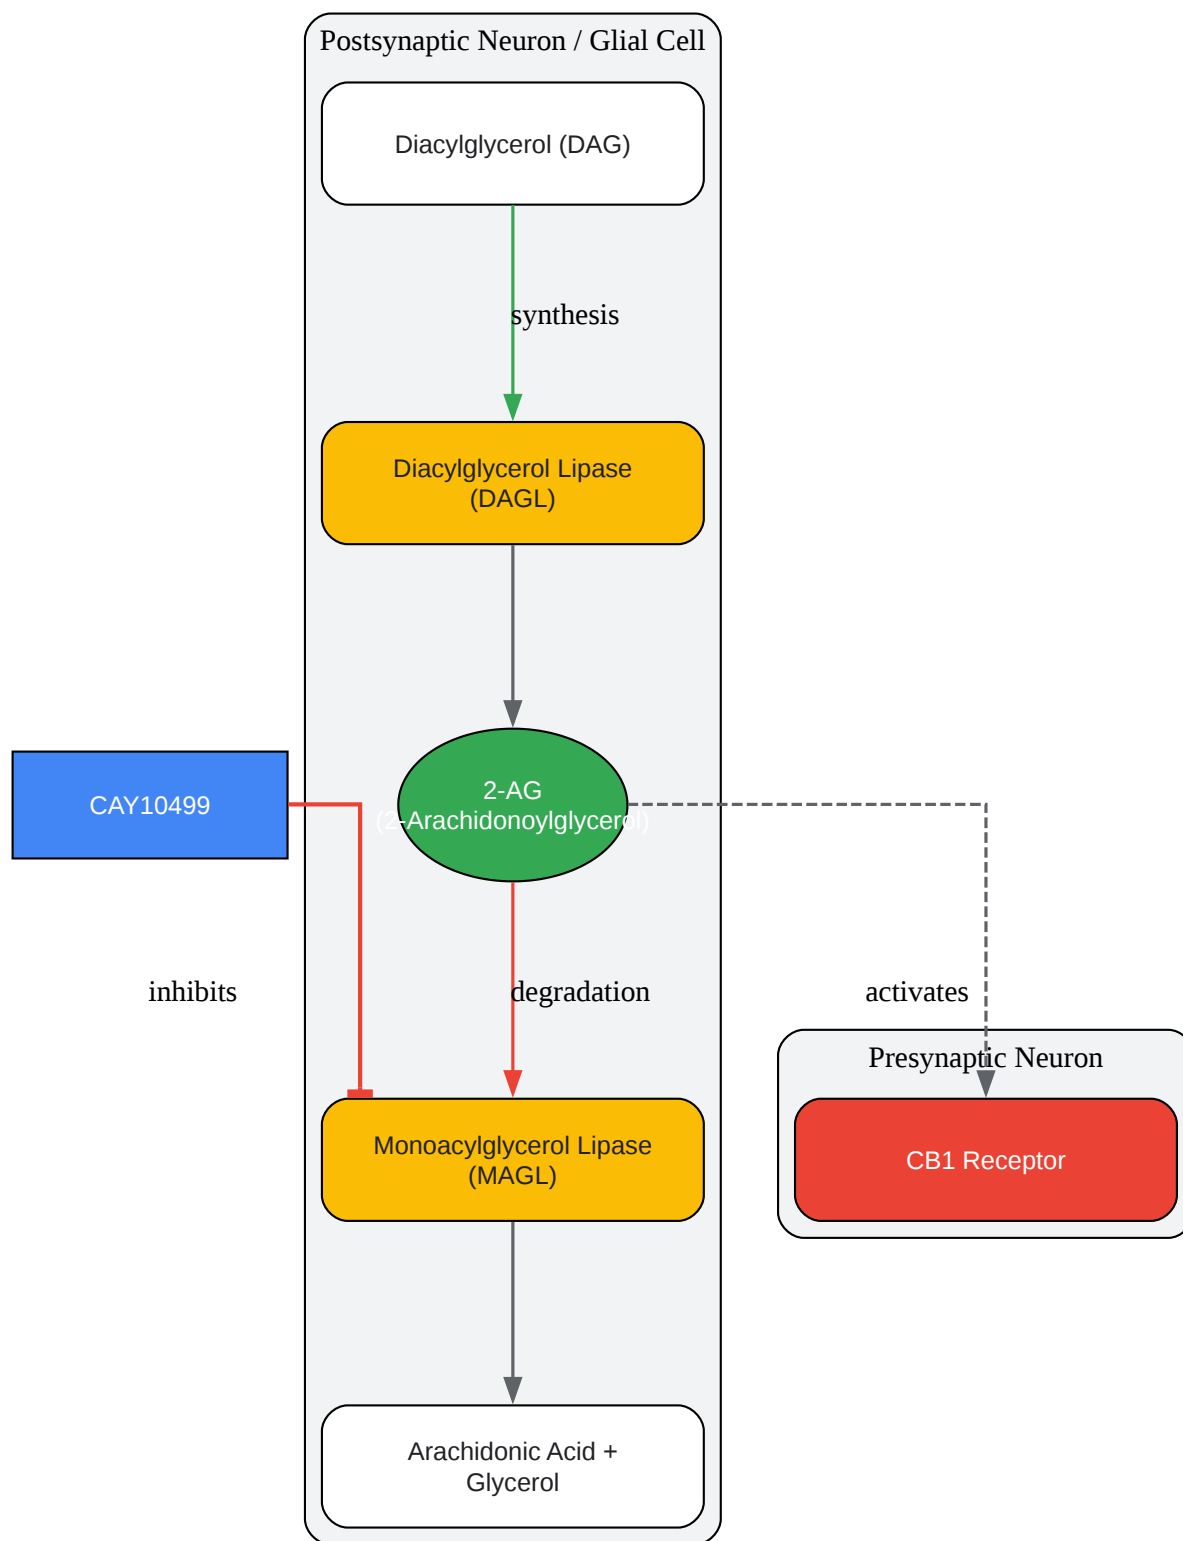 Postsynaptic Neuron / Glial Cell
Diacylglycerol (DAG)
synthesis
Diacylglycerol Lipase
(DAGL)
CAY10499
2-AG
(2-Arachidonoylglycerol)
inhibits
degradation
activates
Presynaptic Neuron
Monoacylglycerol Lipase
(MAGL)
CB1 Receptor
Arachidonic Acid +
Glycerol